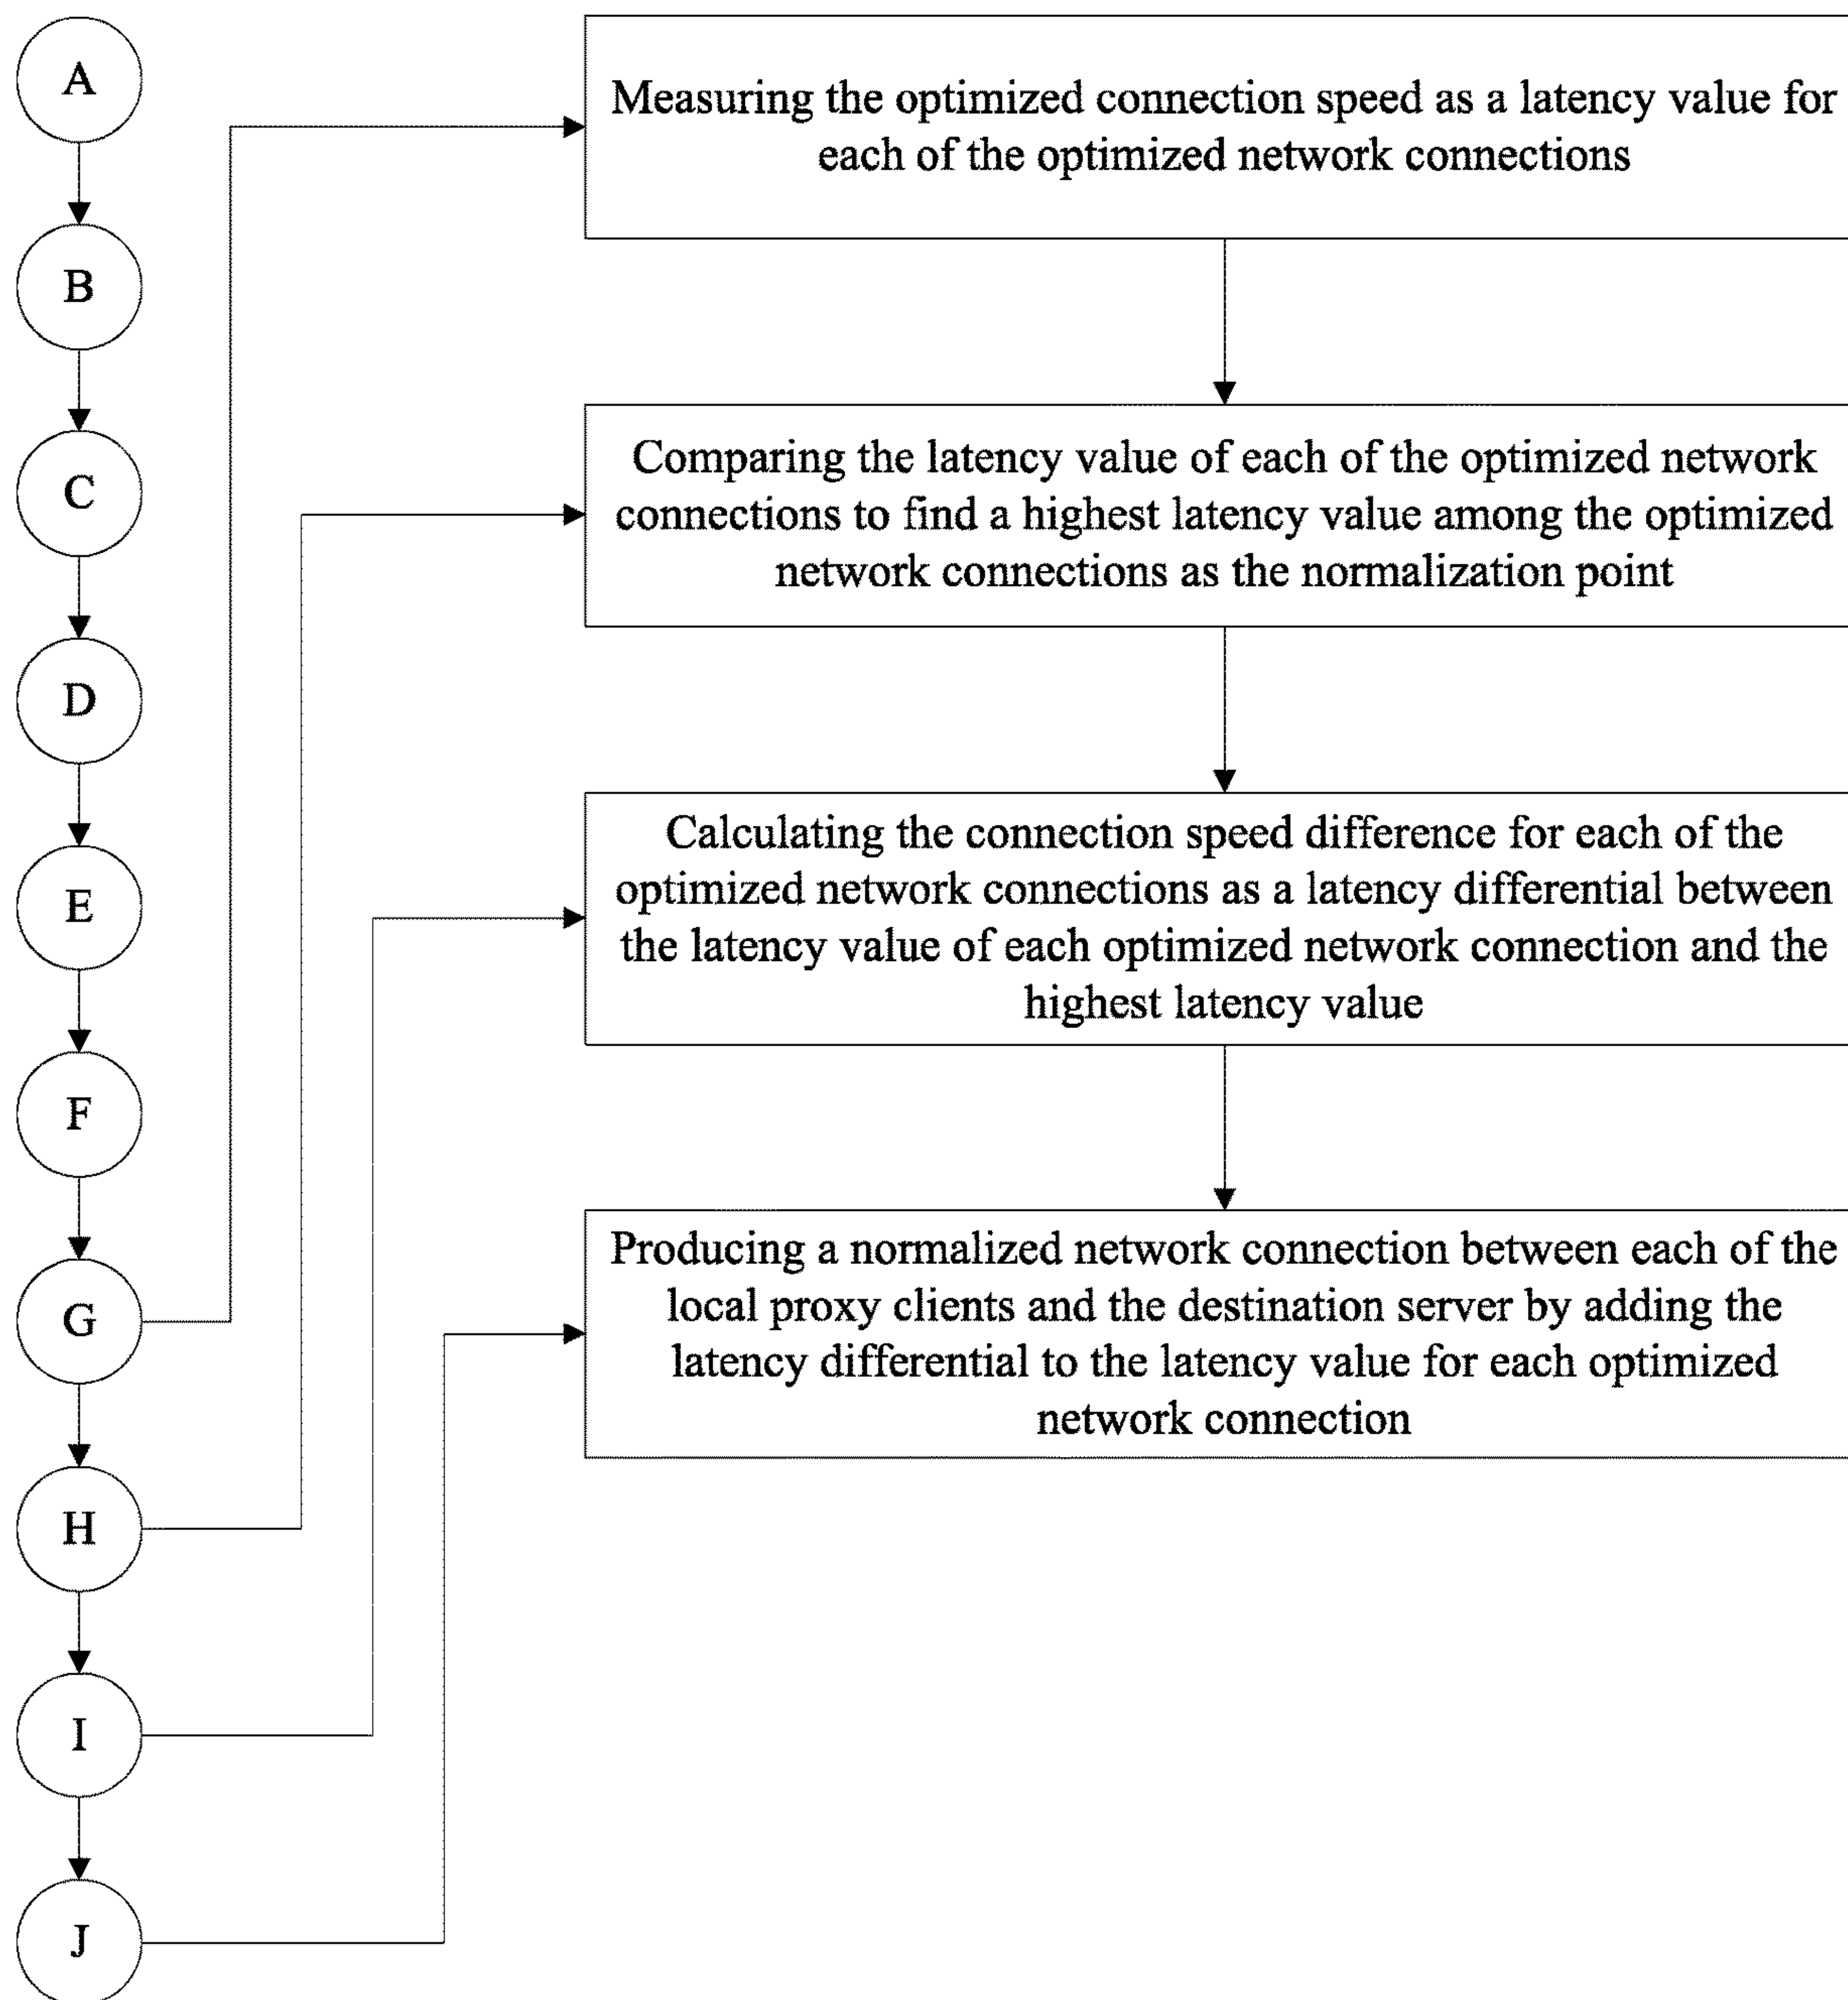 A
B
C
D
E
F
G
H
I
J
Measuring the optimized connection speed as a latency value for
each of the optimized network connections
Comparing the latency value of each of the optimized network
connections to find a highest latency value among the optimized
network connections as the normalization point
Calculating the connection speed difference for each of the
optimized network connections as a latency differential between
the latency value of each optimized network connection and the
highest latency value
Producing a normalized network connection between each of the
local proxy clients and the destination server by adding the
latency differential to the latency value for each optimized
network connection